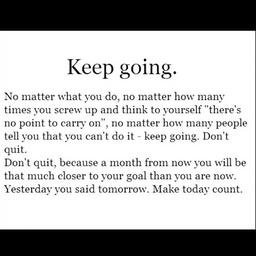 Keep going.
No matter what you do, no matter how many
times you screw up and think to yourself "there's
no point to carry on", no matter how many people
tell you that you can't do it - keep going. Don't
quit.
Don't quit, because a month from now you will be
that much closer to your goal than you are now.
Yesterday you said tomorrow. Make today count.